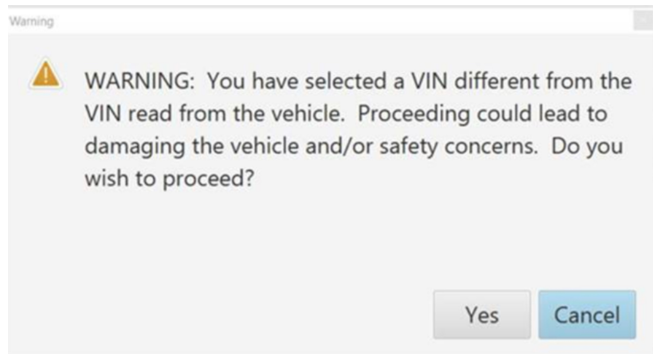 Warning
WARNING:  You have selected a VIN different from the
VIN read from the vehicle.  Proceeding could lead to
damaging the vehicle and/or safety concerns.  Do you
wish to proceed?
Yes
Cancel